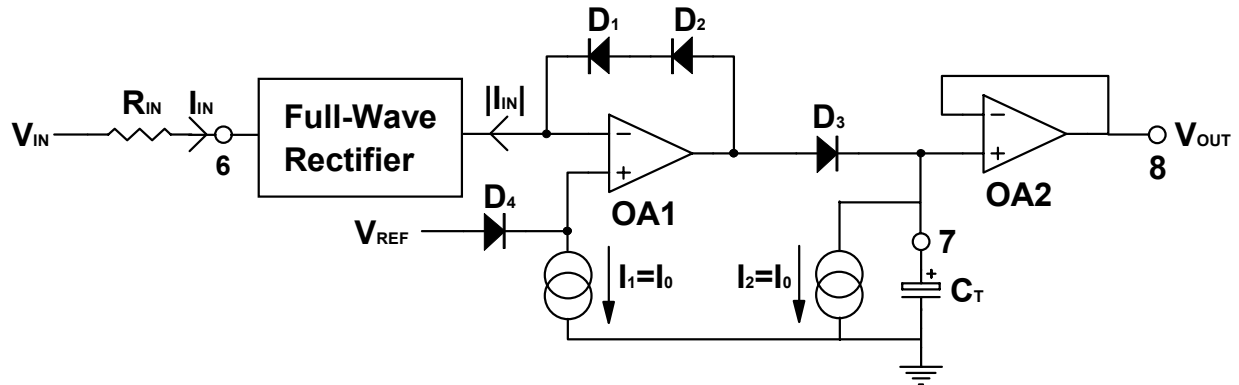 D1
D2
RIN
IIN
|IIN|
VIN
6
Full-Wave
Rectifier
−
+
OA1
D3
−
+
OA2
VOUT
8
D4
VREF
7
I1=I0
I2=I0
+
CT